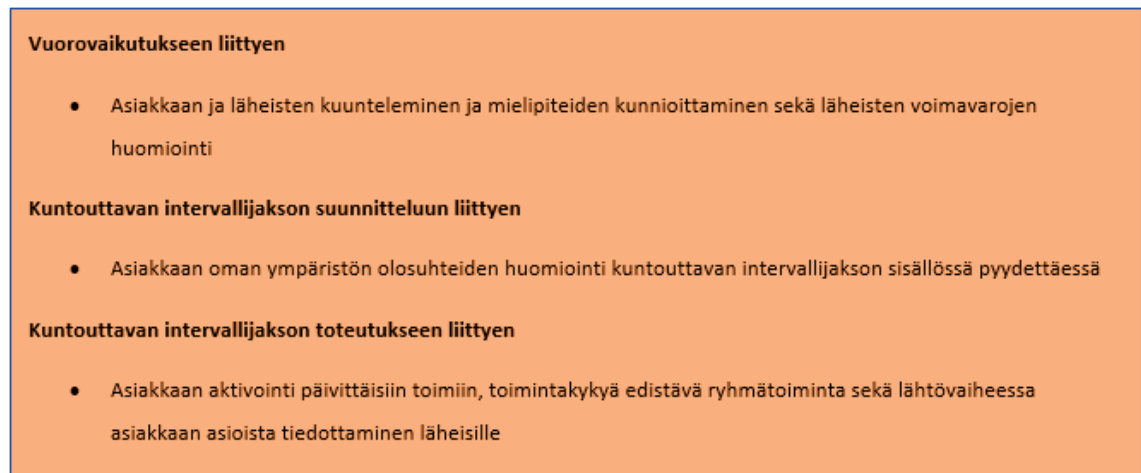 Vuorovaikutukseen liittyen
• Asiakkaan ja läheisten kuunteleminen ja mielipiteiden kunnioittaminen sekä läheisten voimavarojen
huomiointi
Kuntouttavan intervallijakson suunnitteluun liittyen
• Asiakkaan oman ympäristön olosuhteiden huomiointi kuntouttavan intervallijakson sisällössä pyydettäessä
Kuntouttavan intervallijakson toteutukseen liittyen
• Asiakkaan aktivointi päivittäisiin toimiin, toimintakykyä edistävä ryhmätoiminta sekä lähtövaiheessa
asiakkaan asioista tiedottaminen läheisille